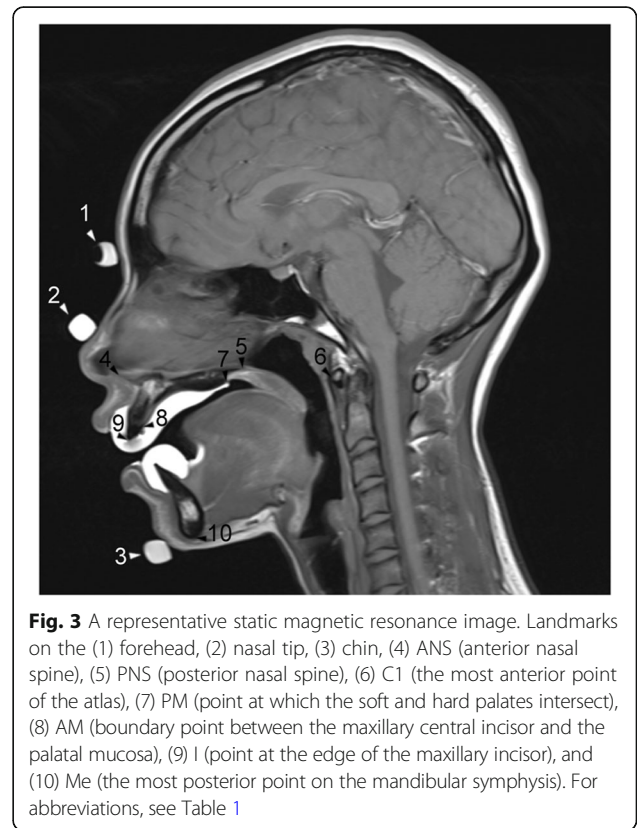 1
2
5
4
7
6
9
8
10
3
Fig. 3 A representative static magnetic resonance image. Landmarks
on the (1) forehead, (2) nasal tip, (3) chin, (4) ANS (anterior nasal
spine), (5) PNS (posterior nasal spine), (6) C1 (the most anterior point
of the atlas), (7) PM (point at which the soft and hard palates intersect),
(8) AM (boundary point between the maxillary central incisor and the
palatal mucosa), (9) I (point at the edge of the maxillary incisor), and
(10) Me (the most posterior point on the mandibular symphysis). For
abbreviations, see Table 1